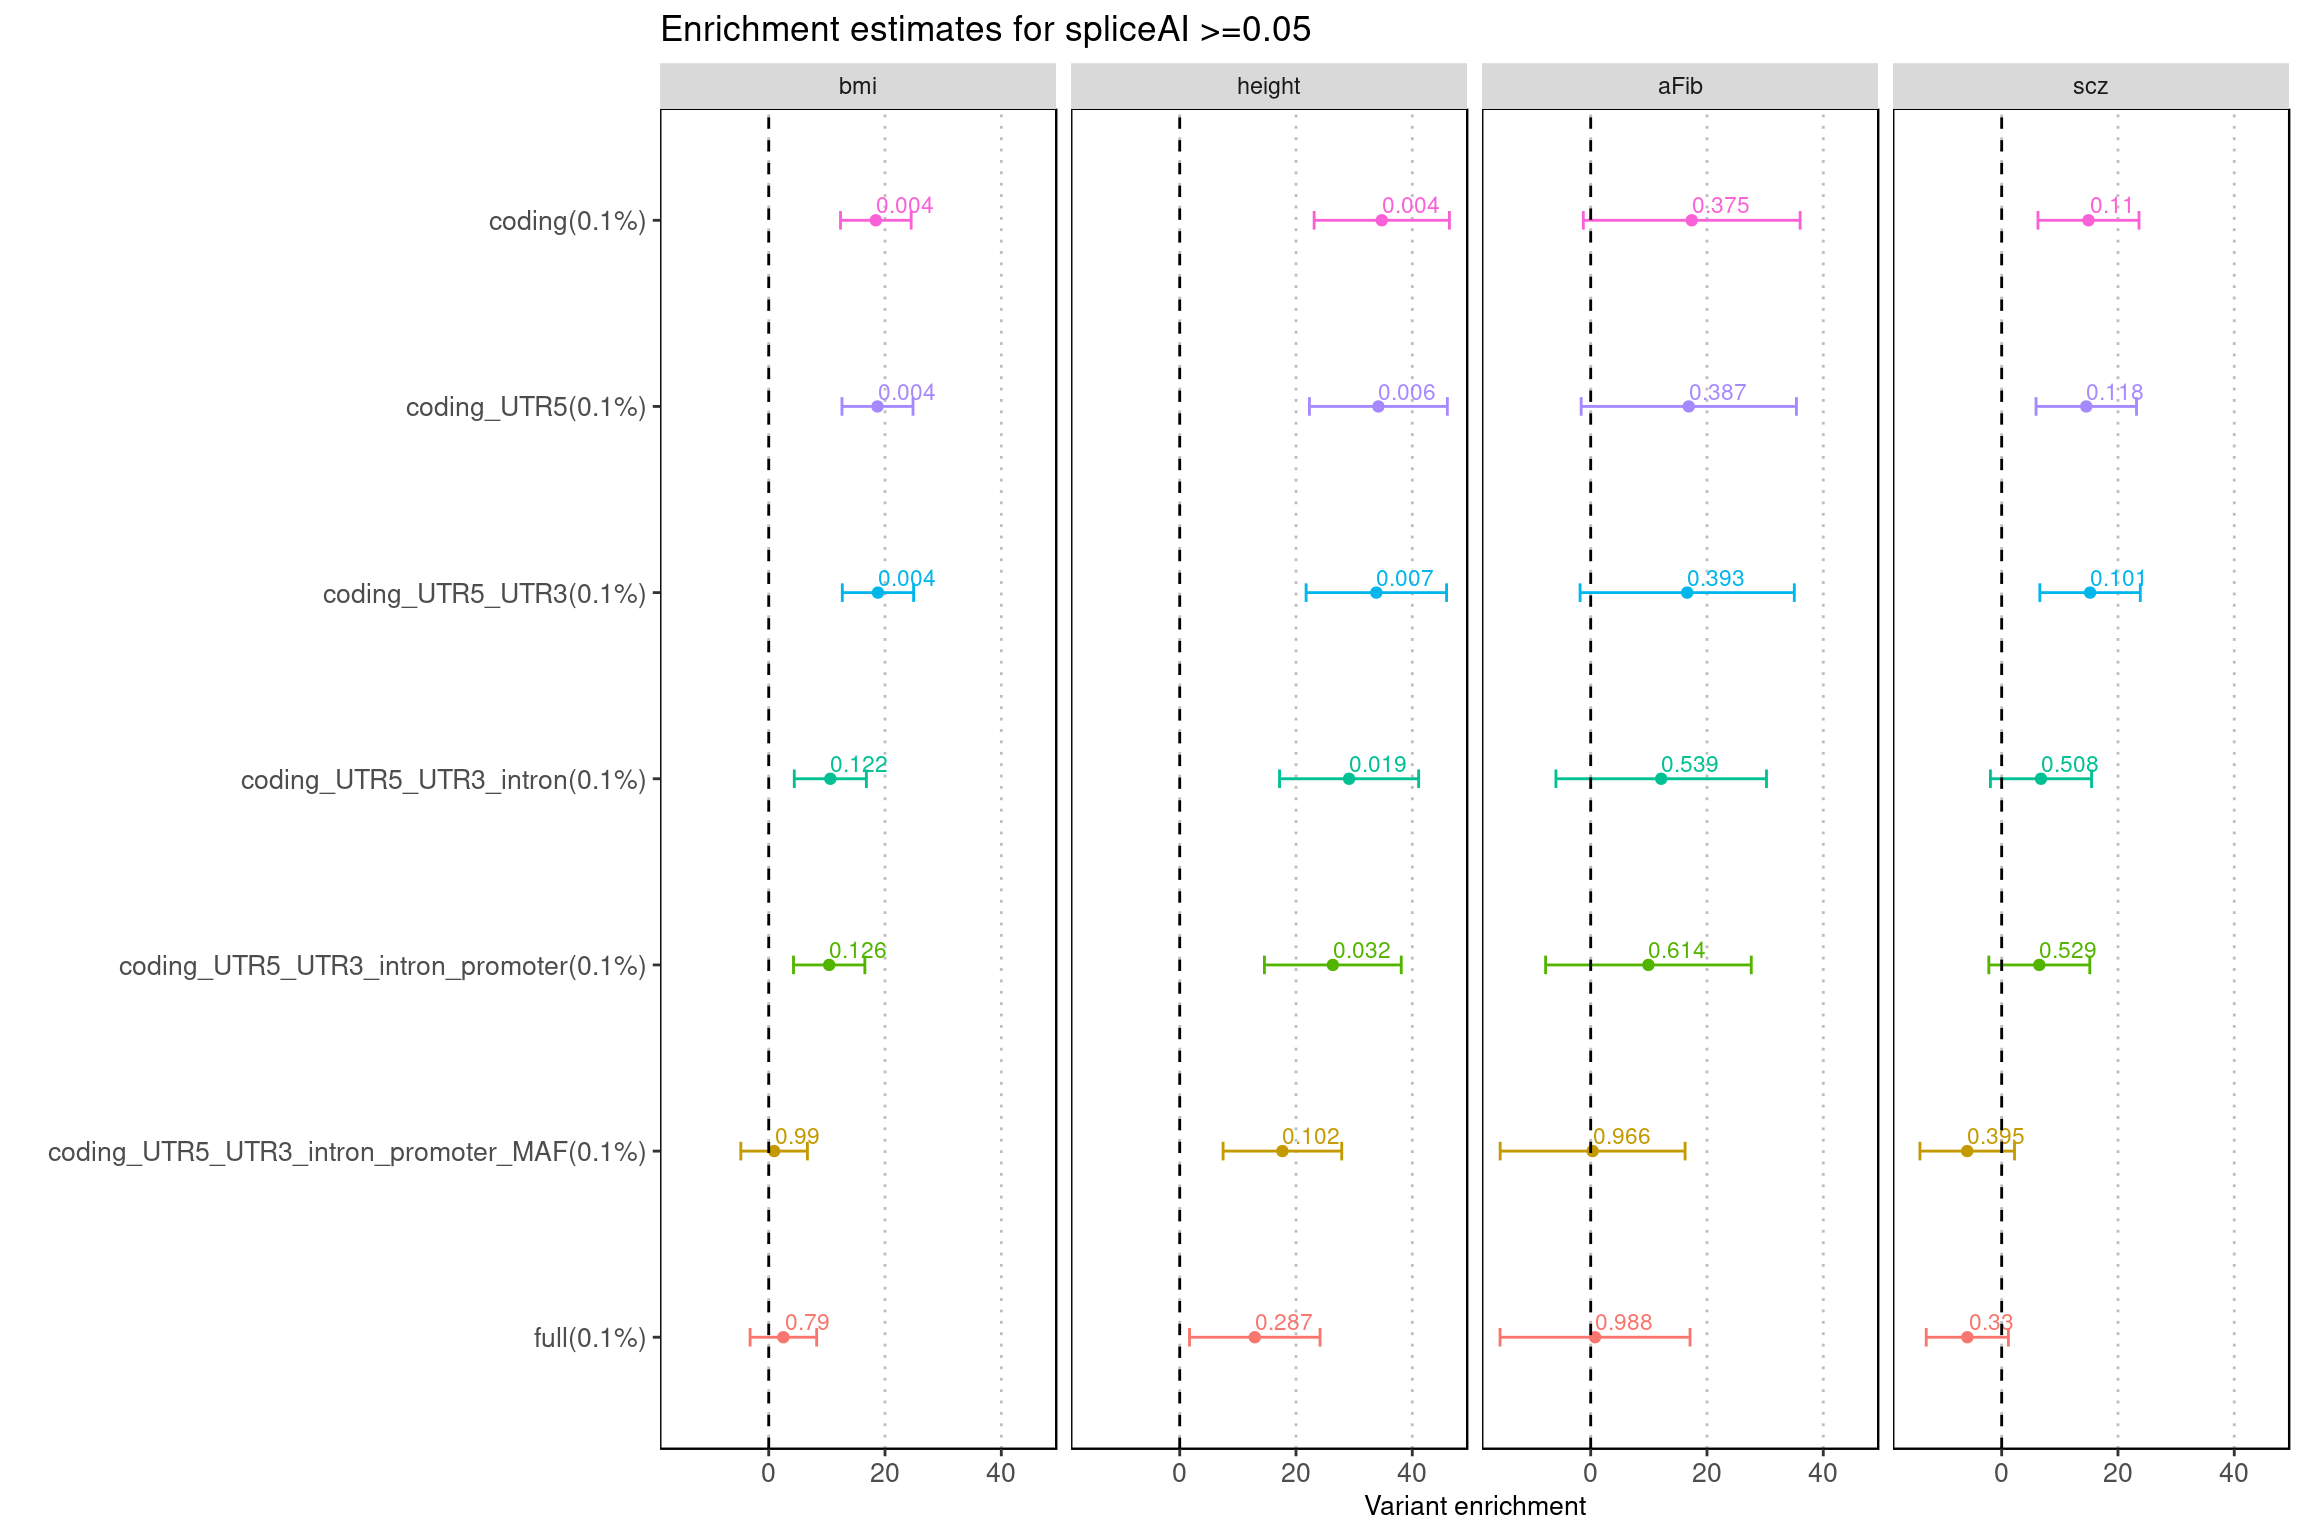 Enrichment estimates for spliceAI >=0.05
bmi height aFib scz
coding(0.1%) 0.004 0.004 0.375 0.11
coding_UTR5(0.1%) 0.004 0.006 0.387 0.118
coding_UTR5_UTR3(0.1%) 0.004 0.007 0.393 0.101
coding_UTR5_UTR3_intron(0.1%) 0.122 0.019 0.539 0.508
coding_UTR5_UTR3_intron_promoter(0.1%) 0.126 0.032 0.614 0.529
coding_UTR5_UTR3_intron_promoter_MAF(0.1%) 0.99 0.102 0.966 0.395
full(0.1%) 0.79 0.287 0.988 0.33
0 20 40 0 20 40 0 20 40 0 20 40
Variant enrichment